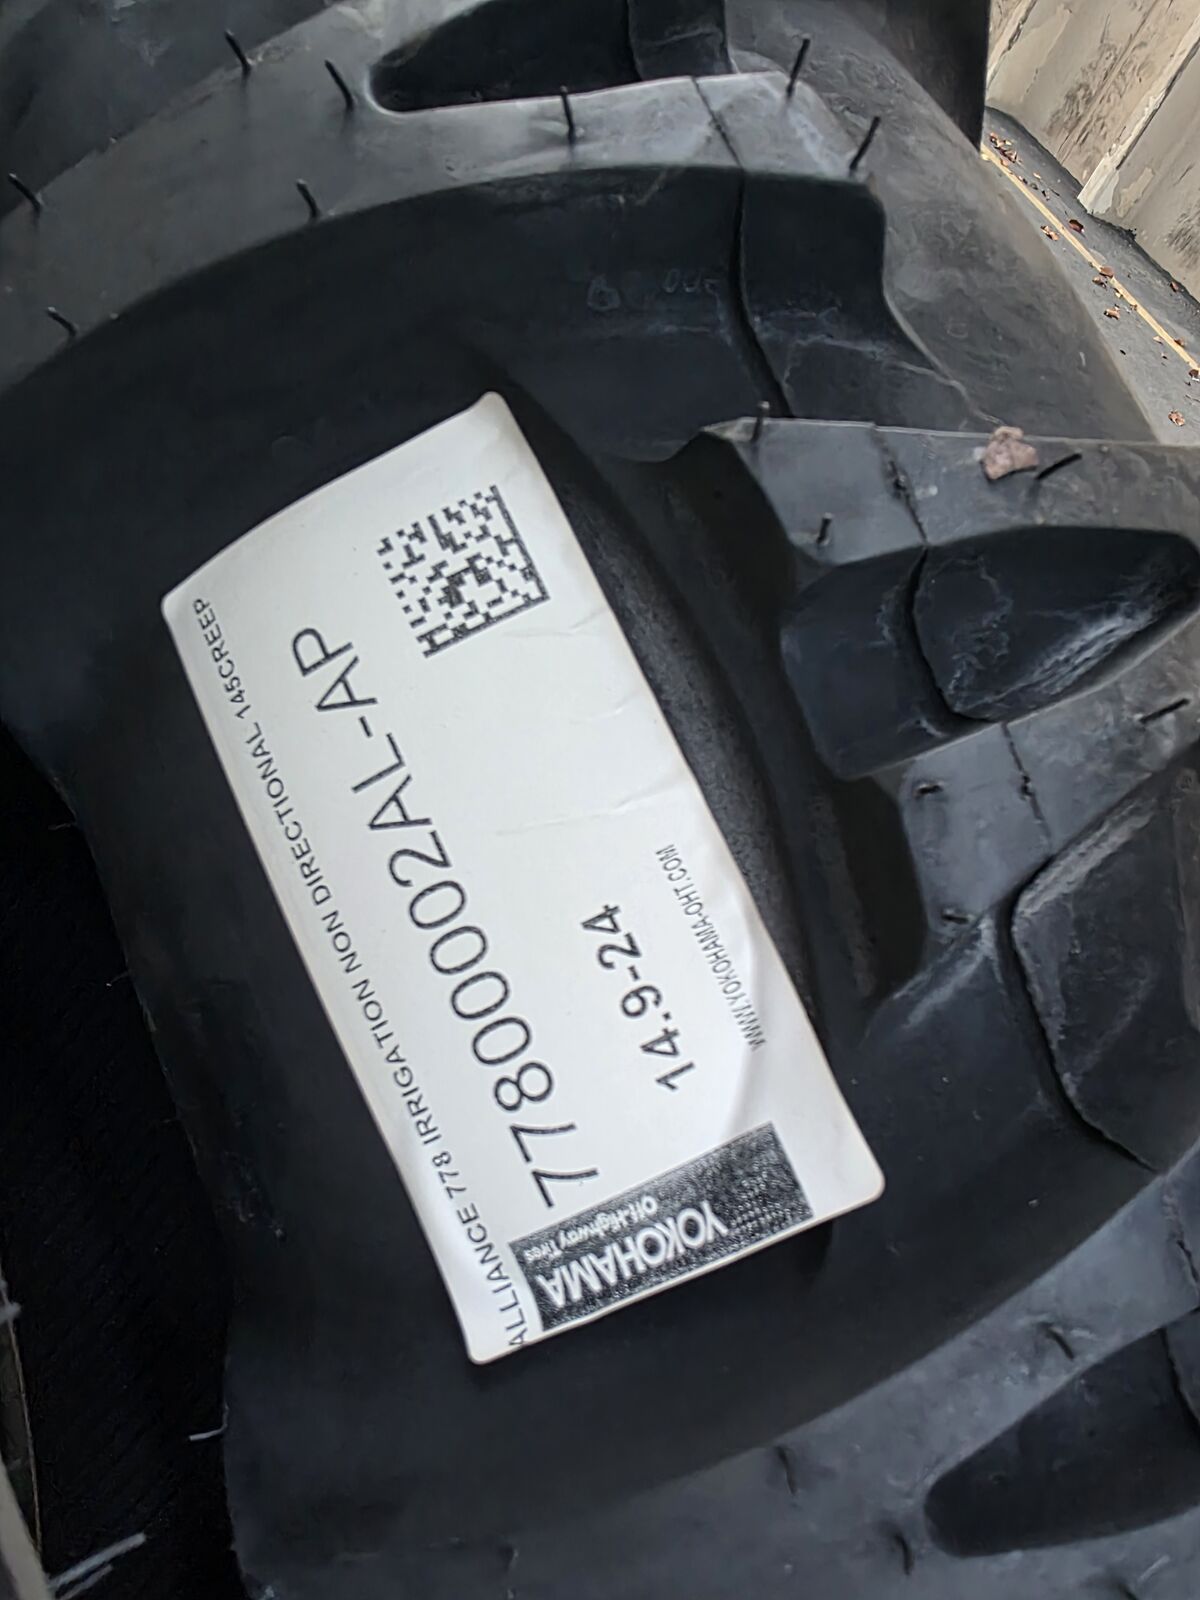 ALLIANCE 778 IRRIGATION NON DIRECTIONAL 145CREEP
77800002AL-AP
14.9-24
WWW.YOKOHAMA-OHT.COM
YOKOHAMA
Off-Highway Tires